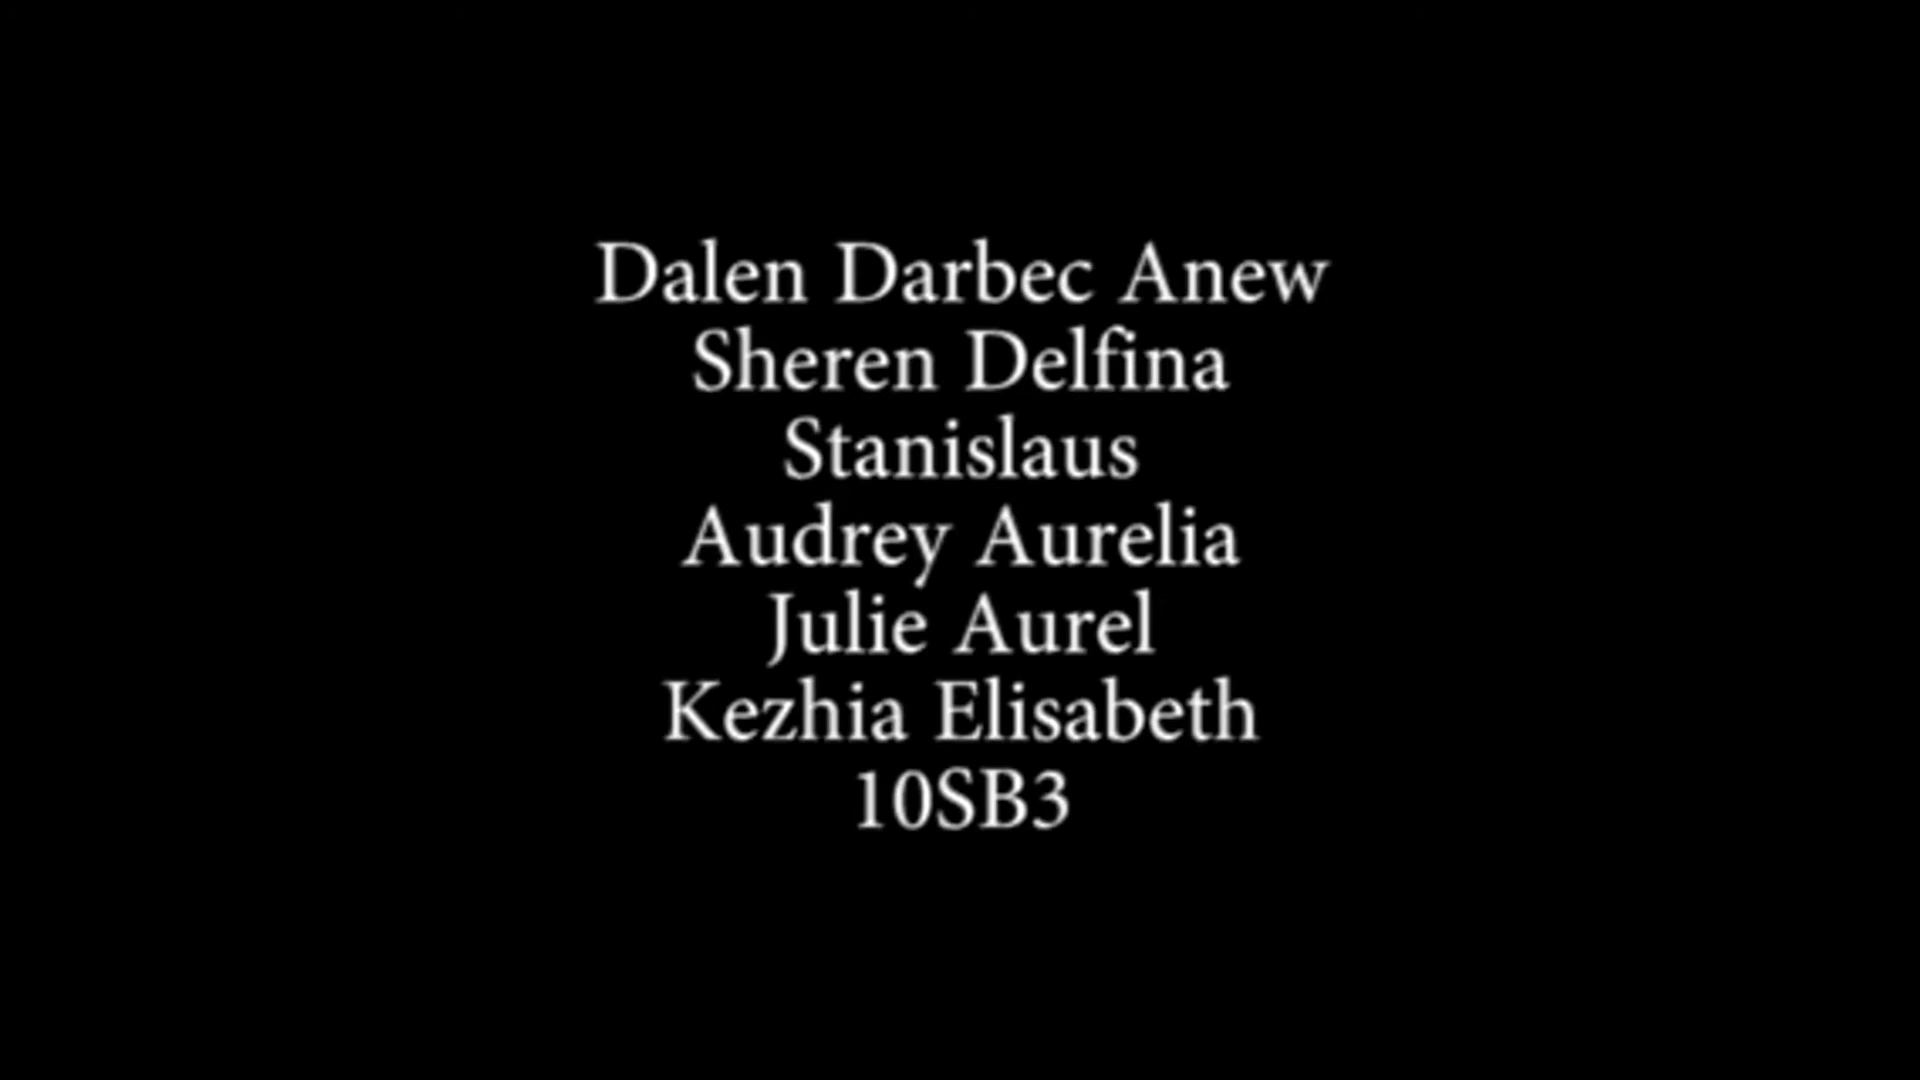 Dalen Darbec Anew
Sheren Delfina
Stanislaus
Audrey Aurelia
Julie Aurel
Kezhia Elisabeth
10SB3